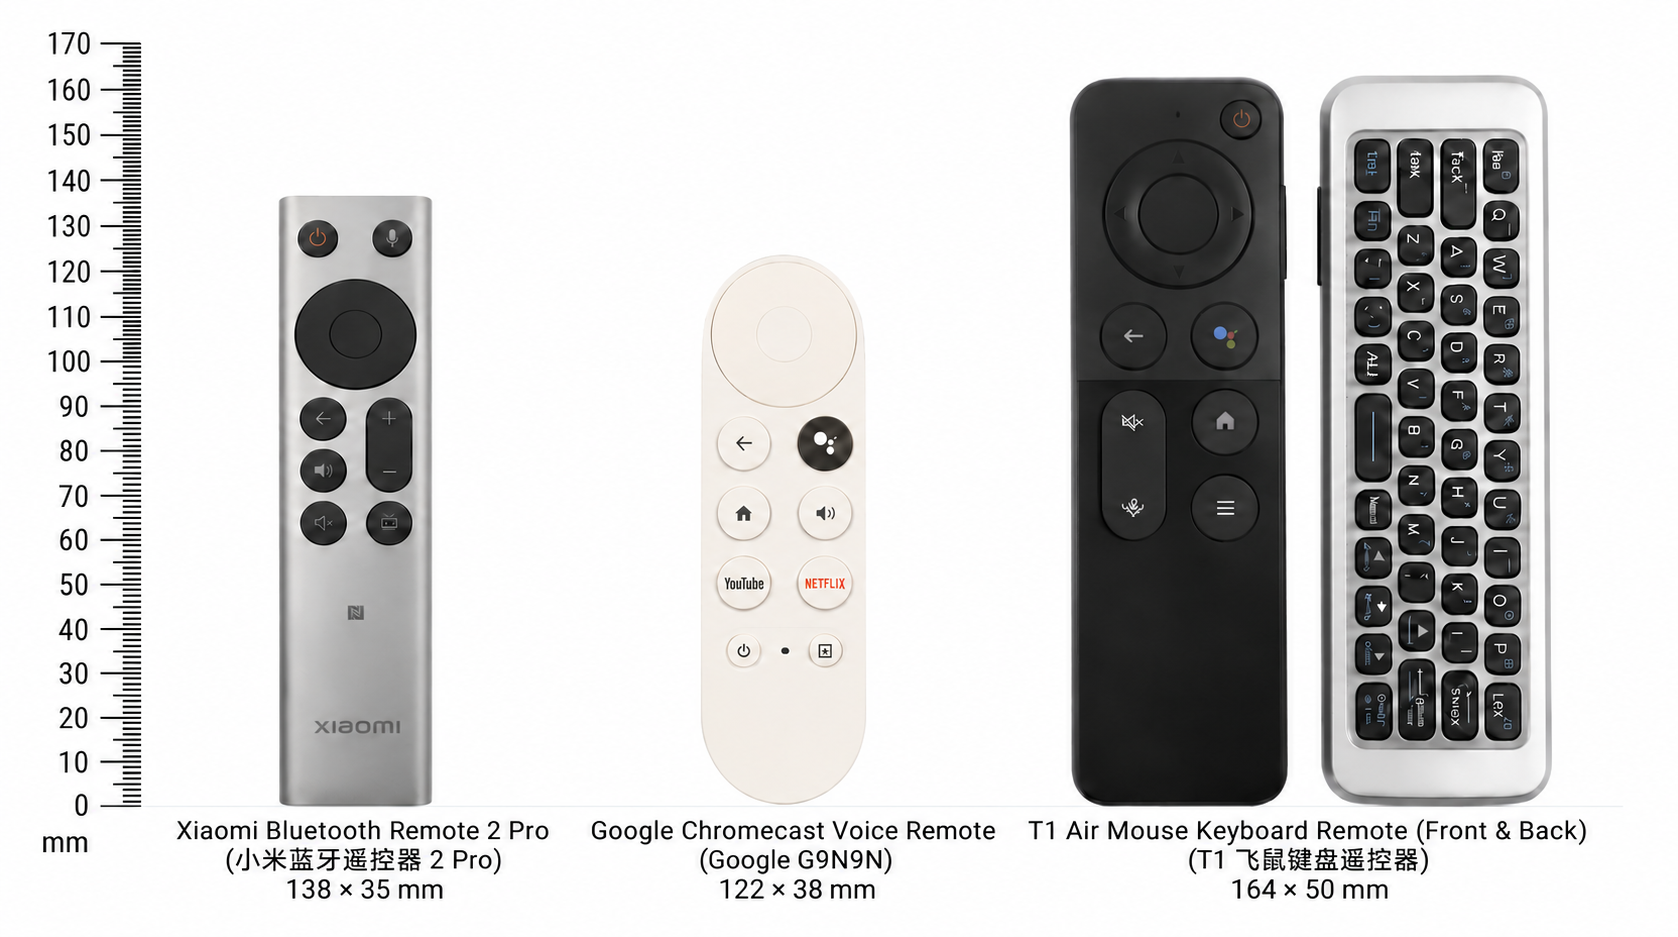 170
160
150
140
130
120
110
100
90
80
70
60
50
40
30
20
10
0
mm
xiaomi
YouTube
NETFLIX
Q
W
E
R
T
Y
U
I
O
P
A
S
D
F
G
H
J
K
Z
X
C
V
B
N
M
Xiaomi Bluetooth Remote 2 Pro
(小米蓝牙遥控器 2 Pro)
138 × 35 mm
Google Chromecast Voice Remote
(Google G9N9N)
122 × 38 mm
T1 Air Mouse Keyboard Remote (Front & Back)
(T1 飞鼠键盘遥控器)
164 × 50 mm